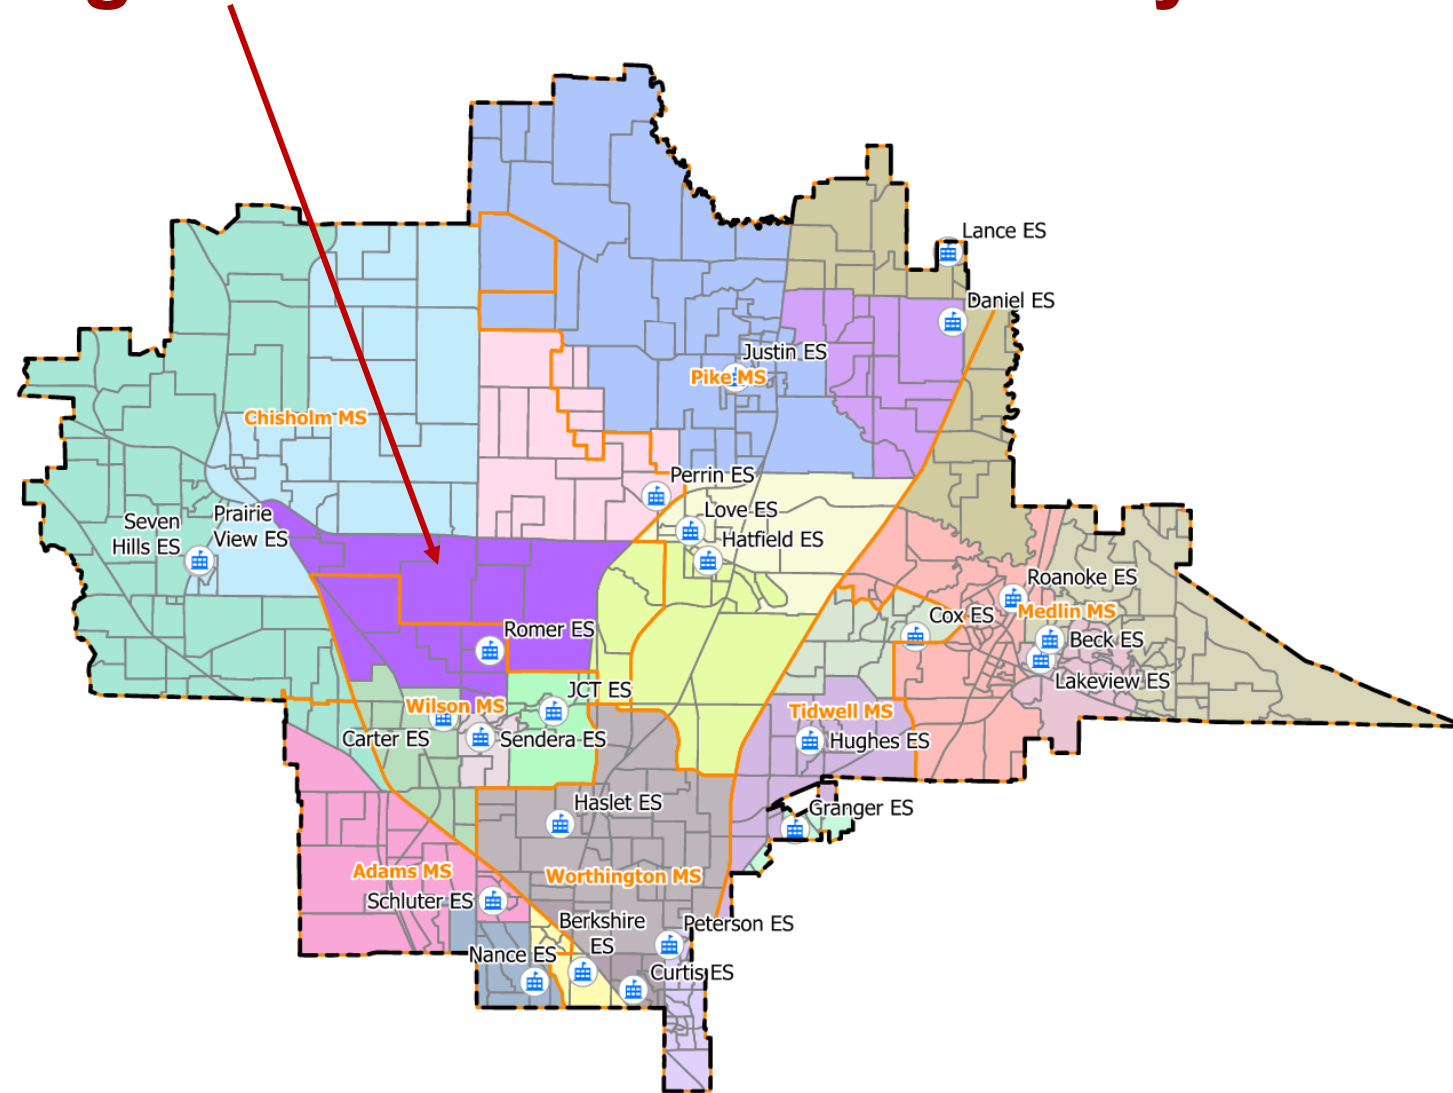 Lance ES
Daniel ES
Justin ES
Pike MS
Chisholm MS
Perrin ES
Love ES
Hatfield ES
Prairie
View ES
Seven
Hills ES
Roanoke ES
Medlin MS
Cox ES
Beck ES
Lakeview ES
Romer ES
JCT ES
Wilson MS
Carter ES
Sendera ES
Tidwell MS
Hughes ES
Haslet ES
Granger ES
Adams MS
Worthington MS
Schluter ES
Berkshire
ES
Peterson ES
Nance ES
Curtis ES